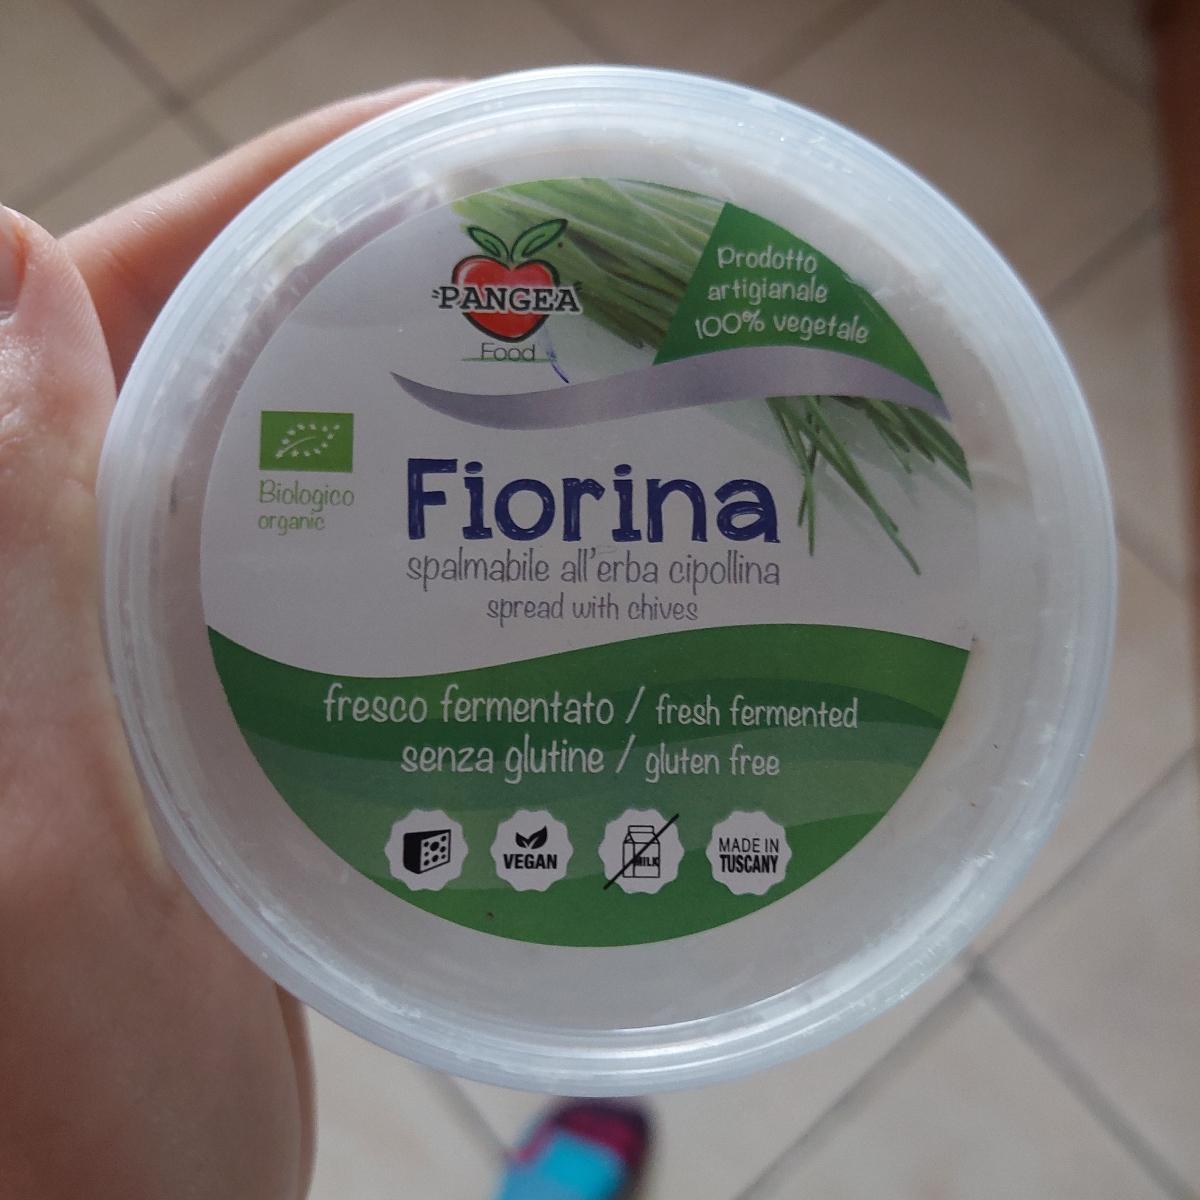 PANGEA
Food
Prodotto
artigianale
100% vegetale
Biologico
organic
Fiorina
spalmabile all'erba cipollina
spread with chives
fresco fermentato / fresh fermented
senza glutine / gluten free
VEGAN
MILK
MADE IN
TUSCANY